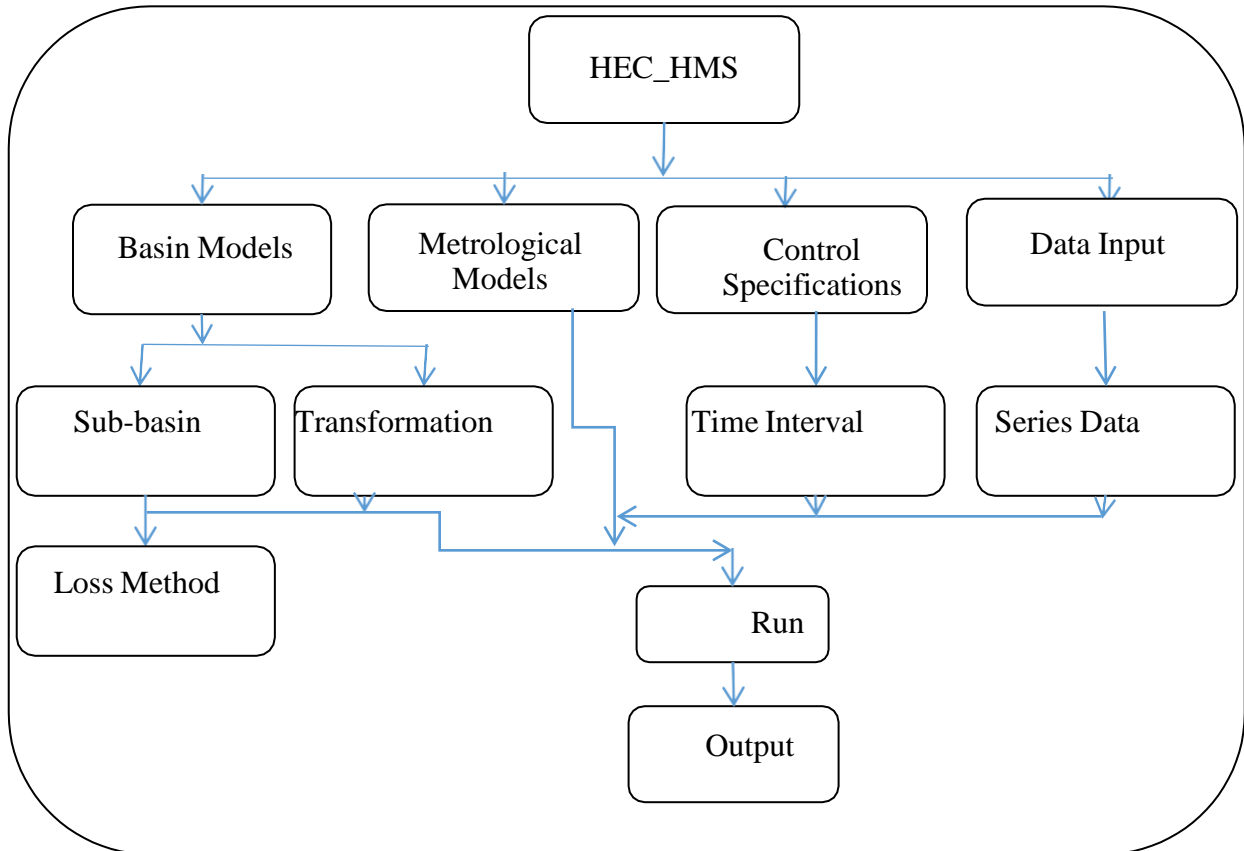 HEC_HMS
Basin Models
Metrological
Models
Control
Specifications
Data Input
Sub-basin
Transformation
Time Interval
Series Data
Loss Method
Run
Output